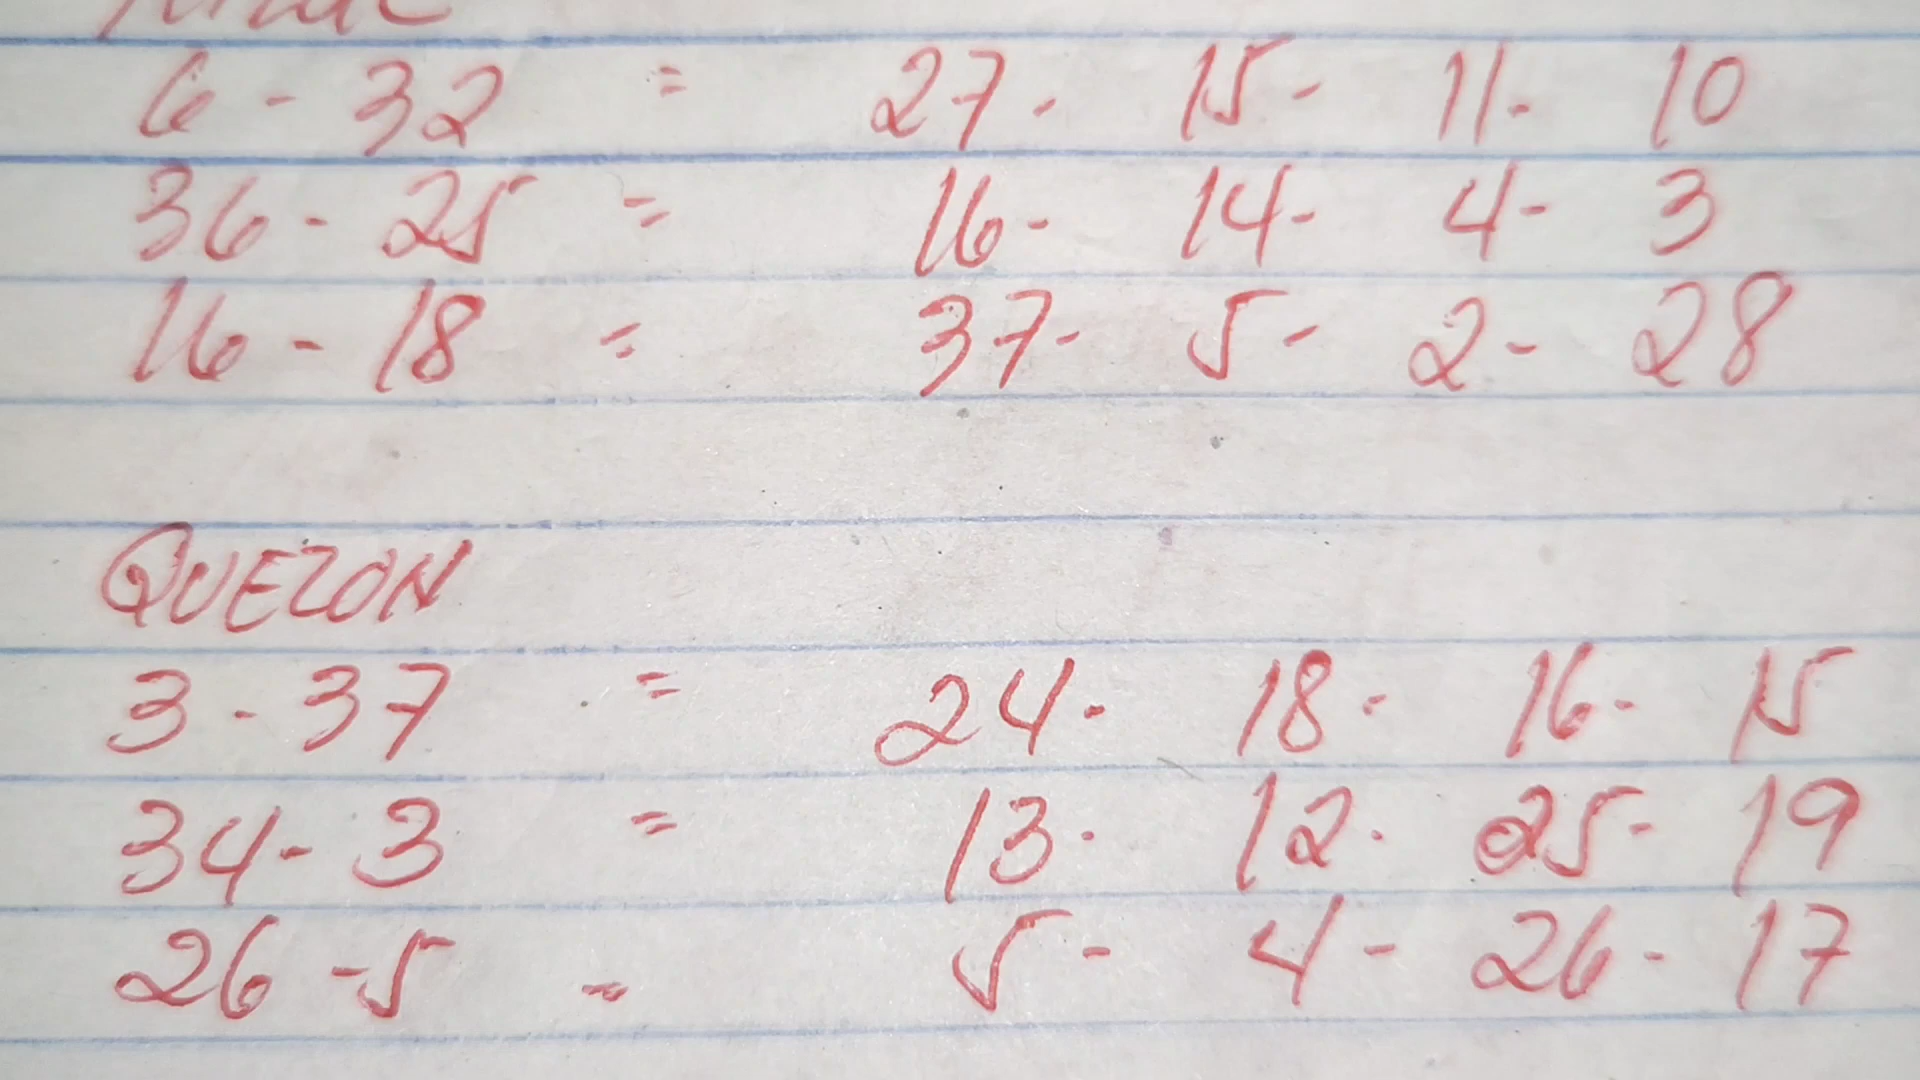 6 - 32 = 27 - 15 - 11 - 10
36 - 25 = 16 - 14 - 4 - 3
16 - 18 = 37 - 5 - 2 - 28
QUEZON
3 - 37 = 24 - 18 - 16 - 15
34 - 3 = 13 - 12 - 25 - 19
26 - 5 = 5 - 4 - 26 - 17